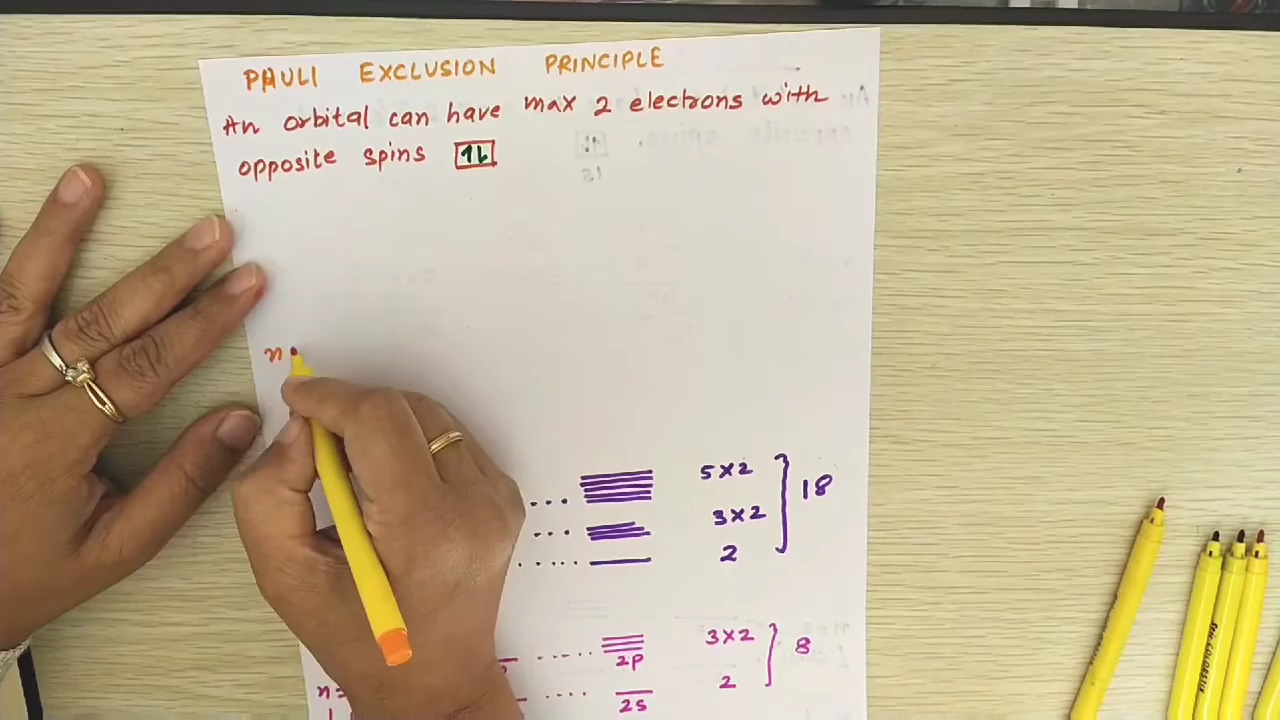 PAULI EXCLUSION PRINCIPLE
An orbital can have max 2 electrons with
opposite spins 1L
n
... 5×2
... 3×2 18
..... 2
..... 2p 3×2
n= .... 2s 2 8